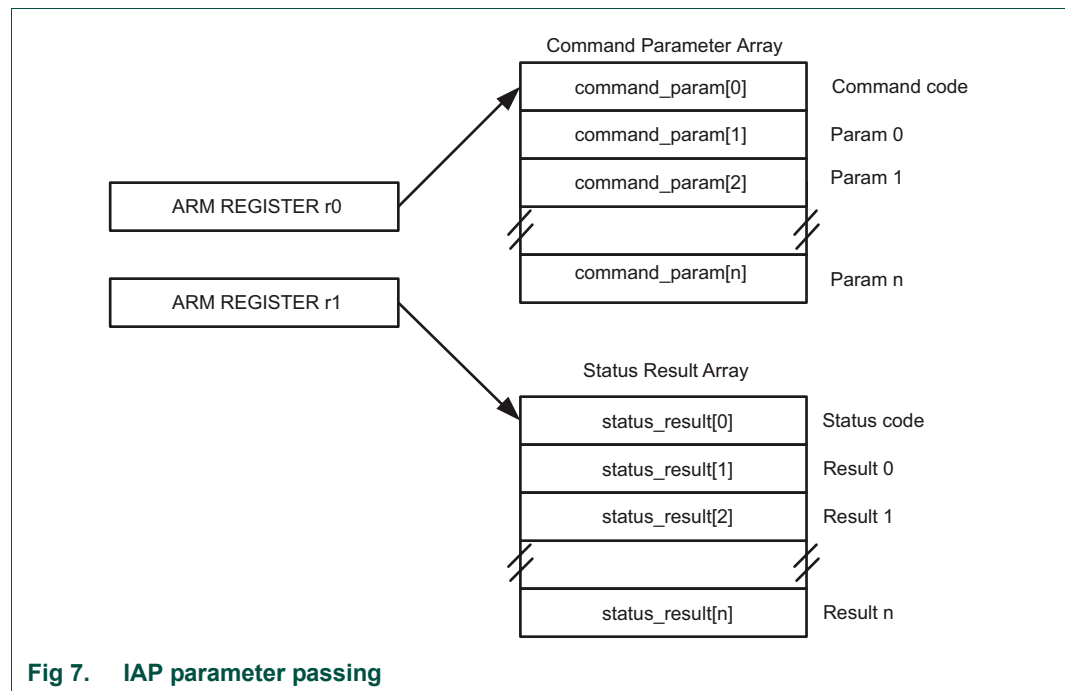 Command Parameter Array
command_param[0] Command code
command_param[1] Param 0
command_param[2] Param 1
ARM REGISTER r0
command_param[n] Param n
ARM REGISTER r1
Status Result Array
status_result[0] Status code
status_result[1] Result 0
status_result[2] Result 1
status_result[n] Result n
Fig 7. IAP parameter passing